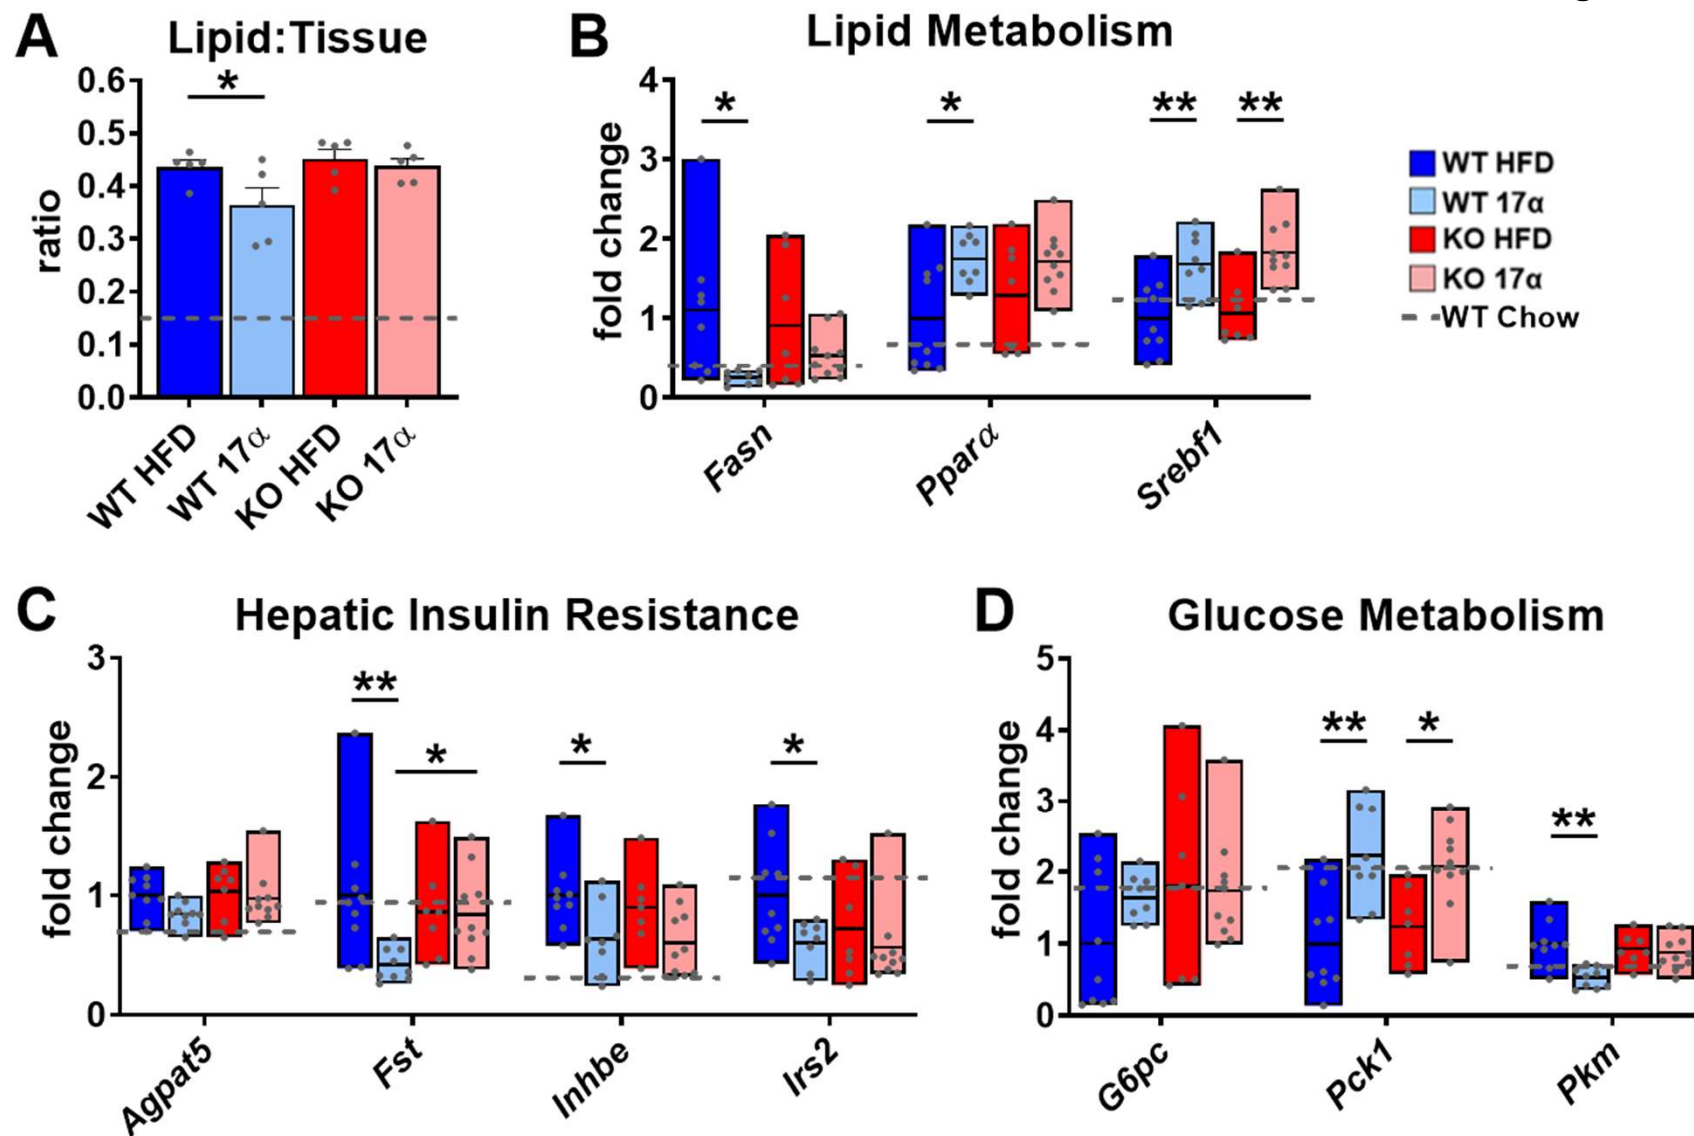 A
Lipid:Tissue
*
0.6
0.5
0.4
0.3
0.2
0.1
0.0
ratio
WT HFD
WT 17α
KO HFD
KO 17α
B
Lipid Metabolism
4
3
2
1
0
fold change
*
*
**
**
Fasn
Pparα
Srebf1
WT HFD
WT 17α
KO HFD
KO 17α
WT Chow
C
Hepatic Insulin Resistance
3
2
1
0
fold change
**
*
*
*
Agpat5
Fst
Inhbe
Irs2
D
Glucose Metabolism
5
4
3
2
1
0
fold change
**
*
**
G6pc
Pck1
Pkm